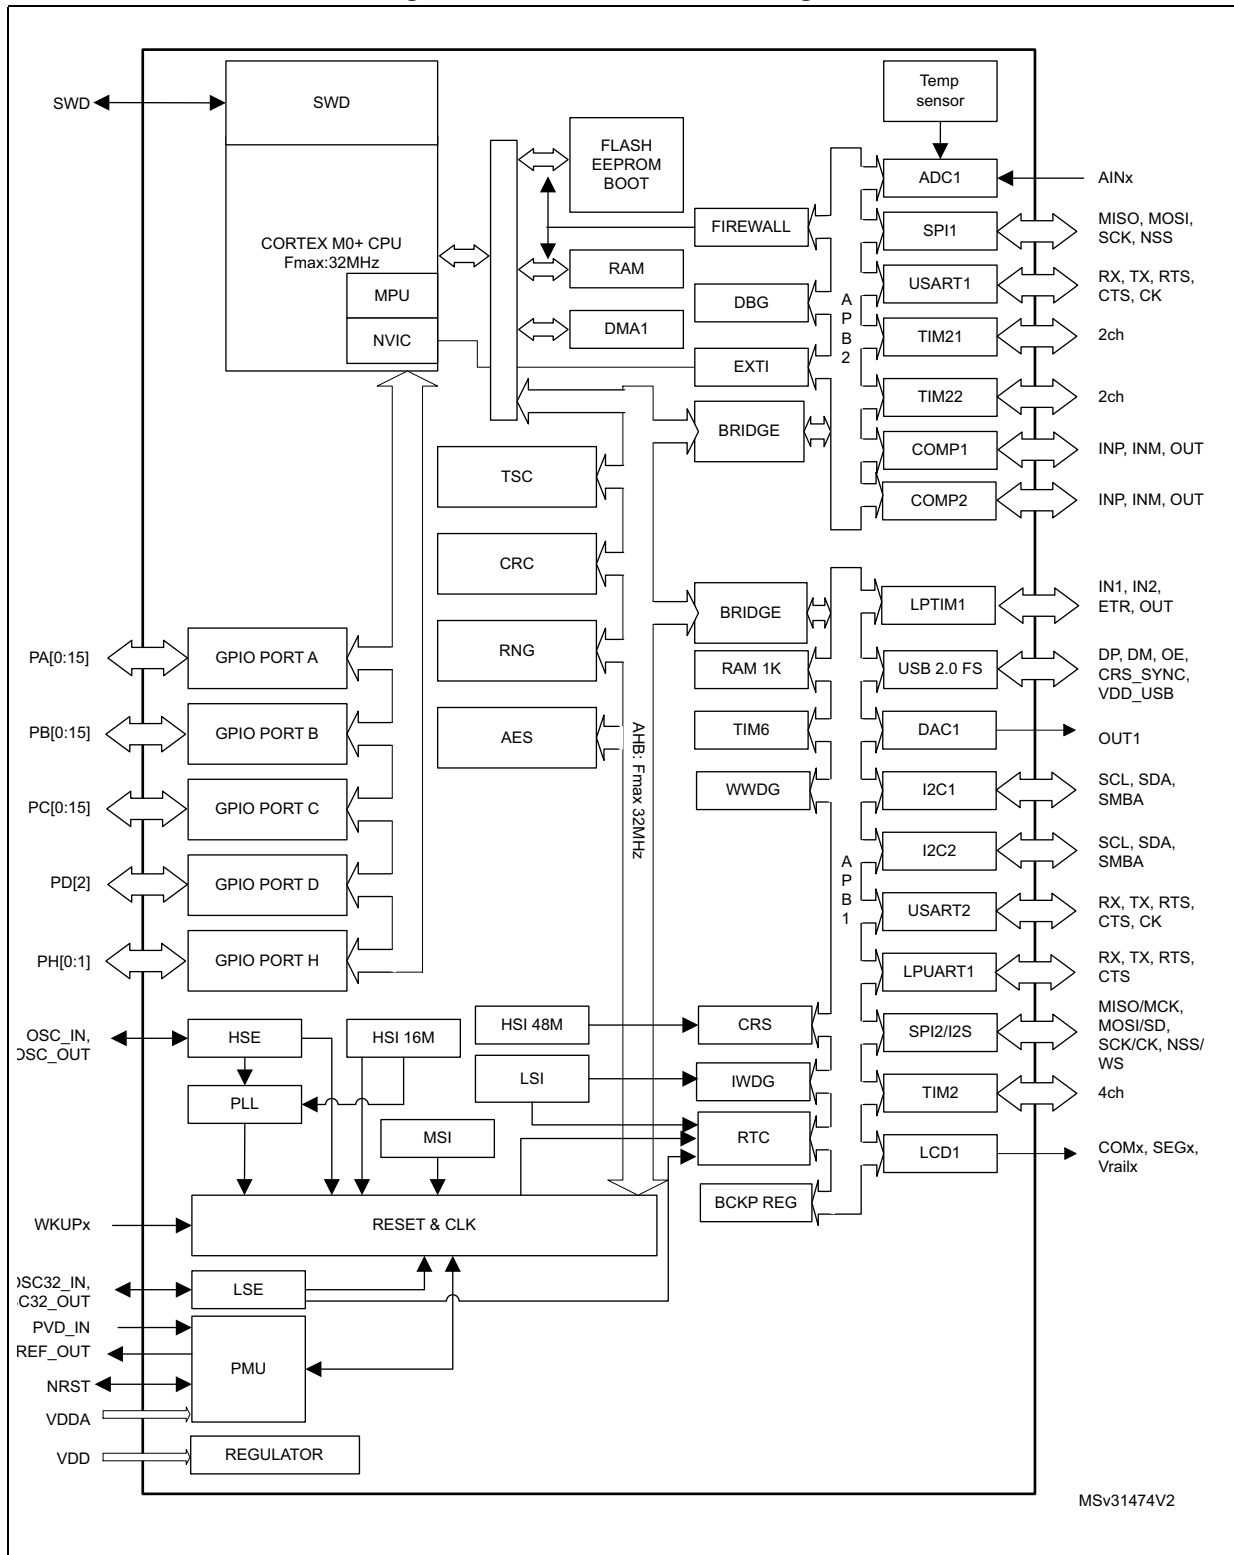 SWD
SWD
CORTEX M0+ CPU
Fmax:32MHz
MPU
NVIC
FLASH
EEPROM
BOOT
RAM
DMA1
FIREWALL
DBG
EXTI
BRIDGE
APB2
Temp
sensor
ADC1
AINx
SPI1
MISO, MOSI,
SCK, NSS
USART1
RX, TX, RTS,
CTS, CK
TIM21
2ch
TIM22
2ch
COMP1
INP, INM, OUT
COMP2
INP, INM, OUT
TSC
CRC
RNG
AES
AHB: Fmax 32MHz
PA[0:15]
GPIO PORT A
PB[0:15]
GPIO PORT B
PC[0:15]
GPIO PORT C
PD[2]
GPIO PORT D
PH[0:1]
GPIO PORT H
BRIDGE
RAM 1K
TIM6
WWDG
APB1
LPTIM1
IN1, IN2,
ETR, OUT
USB 2.0 FS
DP, DM, OE,
CRS_SYNC,
VDD_USB
DAC1
OUT1
I2C1
SCL, SDA,
SMBA
I2C2
SCL, SDA,
SMBA
USART2
RX, TX, RTS,
CTS, CK
LPUART1
RX, TX, RTS,
CTS
SPI2/I2S
MISO/MCK,
MOSI/SD,
SCK/CK, NSS/
WS
TIM2
4ch
LCD1
COMx, SEGx,
Vrailx
OSC_IN,
OSC_OUT
HSE
HSI 16M
PLL
MSI
HSI 48M
CRS
LSI
IWDG
RTC
BCKP REG
WKUPx
RESET & CLK
OSC32_IN,
SC32_OUT
LSE
PVD_IN
REF_OUT
NRST
VDDA
PMU
VDD
REGULATOR
MSv31474V2